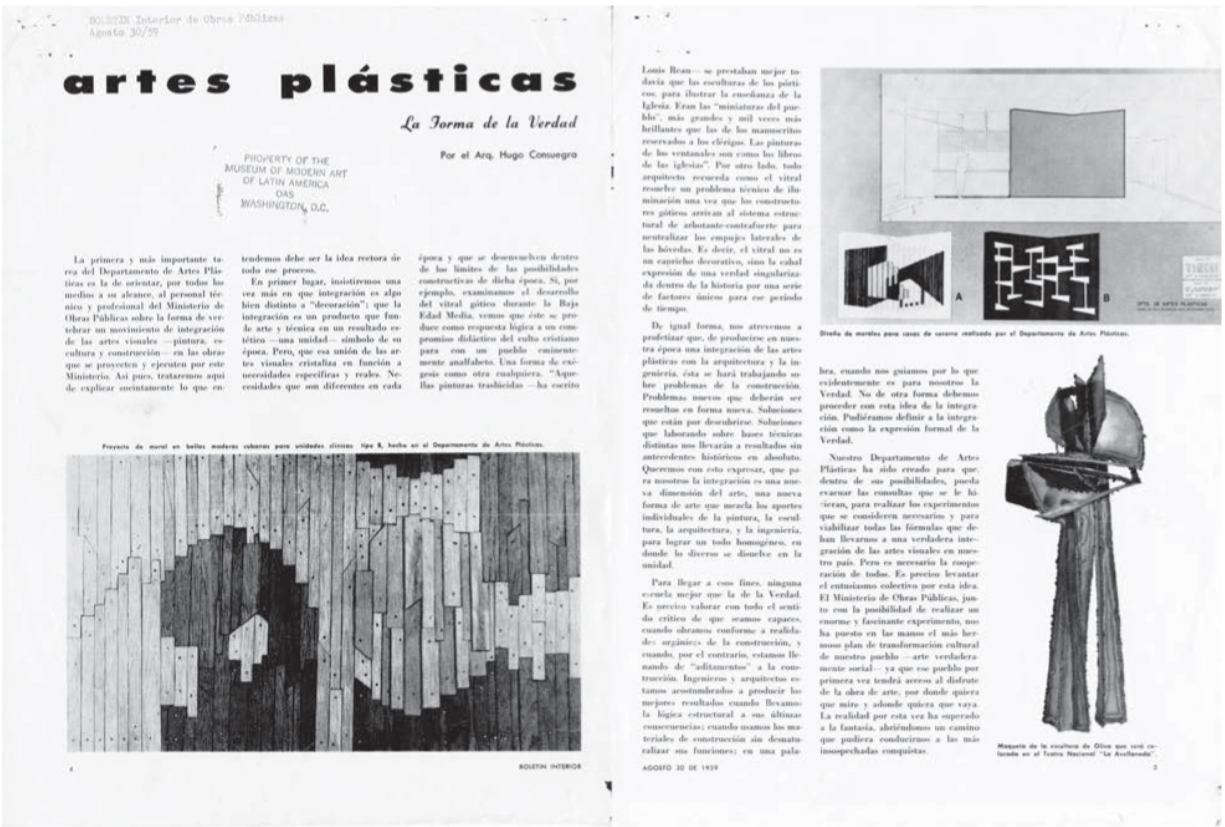 BOLETIN Interior de Obras Públicas
Agosto 30/59
artes plásticas
La Forma de la Verdad
Por el Arq. Hugo Consuegra
PROPERTY OF THE
MUSEUM OF MODERN ART
OF LATIN AMERICA
OAS
WASHINGTON, D.C.
La primera y más importante ta-
rea del Departamento de Artes Plás-
ticas es la de orientar, por todos los
medios a su alcance, al personal téc-
nico y profesional del Ministerio de
Obras Públicas sobre la forma de ver-
tebrar un movimiento de integración
de las artes visuales —pintura, es-
cultura y construcción— en las obras
que se proyecten y ejecuten por este
Ministerio. Así pues, trataremos aquí
de explicar sucintamente lo que en-
tendemos debe ser la idea rectora de
todo ese proceso.
En primer lugar, insistiremos una
vez más en que integración es algo
bien distinto a "decoración"; que la
integración es un producto que fun-
de arte y técnica en un resultado es-
tético —una unidad— símbolo de su
época. Pero, que esa unión de las ar-
tes visuales cristaliza en función a
necesidades específicas y reales. Ne-
cesidades que son diferentes en cada
época y que se desenvuelven dentro
de los límites de las posibilidades
constructivas de dicha época. Si, por
ejemplo, examinamos el desarrollo
del vitral gótico durante la Baja
Edad Media, vemos que éste se pro-
duce como respuesta lógica a un com-
promiso didáctico del culto cristiano
para con un pueblo eminente-
mente analfabeto. Una forma de exé-
gesis como otra cualquiera. "Aque-
llas pinturas traslúcidas —ha escrito
Proyecto de mural en bellas maderas cubanas para unidades clínicas tipo B, hecho en el Departamento de Artes Plásticas.
4
BOLETIN INTERIOR
Louis Reau— se prestaban mejor to-
davía que las esculturas de los pórti-
cos, para ilustrar la enseñanza de la
Iglesia. Eran las "miniaturas del pue-
blo", más grandes y mil veces más
brillantes que las de los manuscritos
reservados a los clérigos. Las pinturas
de los ventanales son como los libros
de las iglesias". Por otro lado, todo
arquitecto recuerda como el vitral
resuelve un problema técnico de ilu-
minación una vez que los constructo-
res góticos arrivan al sistema estruc-
tural de arbotante-contrafuerte para
neutralizar los empujes laterales de
las bóvedas. Es decir, el vitral no es
un capricho decorativo, sino la cabal
expresión de una verdad singulariza-
da dentro de la historia por una serie
de factores únicos para ese período
de tiempo.
De igual forma, nos atrevemos a
profetizar que, de producirse en nues-
tra época una integración de las artes
plásticas con la arquitectura y la in-
geniería, ésta se hará trabajando so-
bre problemas de la construcción.
Problemas nuevos que deberán ser
resueltos en forma nueva. Soluciones
que están por descubrirse. Soluciones
que laborando sobre bases técnicas
distintas nos llevarán a resultados sin
antecedentes históricos en absoluto.
Queremos con esto expresar, que pa-
ra nosotros la integración es una nue-
va dimensión del arte, una nueva
forma de arte que mezcla los aportes
individuales de la pintura, la escul-
tura, la arquitectura, y la ingeniería,
para lograr un todo homogéneo, en
donde lo diverso se disuelve en la
unidad.
Para llegar a esos fines, ninguna
escuela mejor que la de la Verdad.
Es preciso valorar con todo el senti-
do crítico de que seamos capaces,
cuando obramos conforme a realida-
des orgánicas de la construcción, y
cuando, por el contrario, estamos lle-
nando de "aditamentos" a la cons-
trucción. Ingenieros y arquitectos es-
tamos acostumbrados a producir los
mejores resultados cuando llevamos
la lógica estructural a sus últimas
consecuencias; cuando usamos los ma-
teriales de construcción sin desnatu-
ralizar sus funciones; en una pala-
AGOSTO 30 DE 1959
A
B
DPTO. DE ARTES PLASTICAS
Diseño de murales para casas de socorro realizado por el Departamento de Artes Plásticas.
bra, cuando nos guiamos por lo que
evidentemente es para nosotros la
Verdad. No de otra forma debemos
proceder con esta idea de la integra-
ción. Pudiéramos definir a la integra-
ción como la expresión formal de la
Verdad.
Nuestro Departamento de Artes
Plásticas ha sido creado para que,
dentro de sus posibilidades, pueda
evacuar las consultas que se le hi-
cieran, para realizar los experimentos
que se consideren necesarios y para
viabilizar todas las fórmulas que de-
ban llevarnos a una verdadera inte-
gración de las artes visuales en nues-
tro país. Pero es necesario la coope-
ración de todos. Es preciso levantar
el entusiasmo colectivo por esta idea.
El Ministerio de Obras Públicas, jun-
to con la posibilidad de realizar un
enorme y fascinante experimento, nos
ha puesto en las manos el más her-
moso plan de transformación cultural
de nuestro pueblo —arte verdadera-
mente social— ya que ese pueblo por
primera vez tendrá acceso al disfrute
de la obra de arte, por donde quiera
que mire y adonde quiera que vaya.
La realidad por esta vez ha superado
a la fantasía, abriéndonos un camino
que pudiera conducirnos a las más
insospechadas conquistas.
Maqueta de la escultura de Oliva que será co-
locada en el Teatro Nacional "La Avellaneda".
5